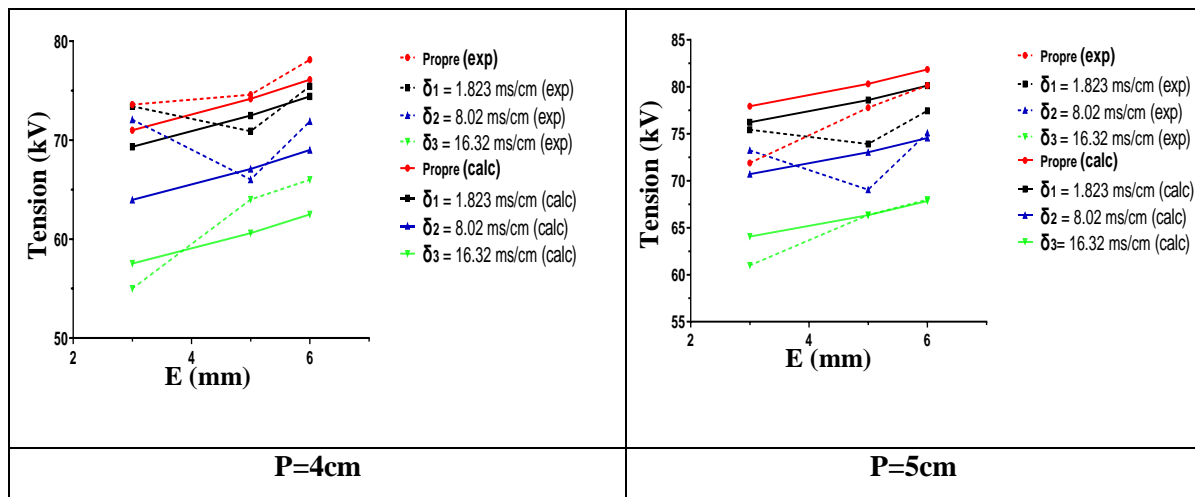 80
70
60
50
Tension (kV)
2
4
6
E (mm)
Propre (exp)
δ1 = 1.823 ms/cm (exp)
δ2 = 8.02 ms/cm (exp)
δ3 = 16.32 ms/cm (exp)
Propre (calc)
δ1 = 1.823 ms/cm (calc)
δ2 = 8.02 ms/cm (calc)
δ3 = 16.32 ms/cm (calc)
P=4cm
85
80
75
70
65
60
55
Tension (kV)
2
4
6
E (mm)
Propre (exp)
δ1 = 1.823 ms/cm (exp)
δ2 = 8.02 ms/cm (exp)
δ3 = 16.32 ms/cm (exp)
Propre (calc)
δ1 = 1.823 ms/cm (calc)
δ2 = 8.02 ms/cm (calc)
δ3= 16.32 ms/cm (calc)
P=5cm